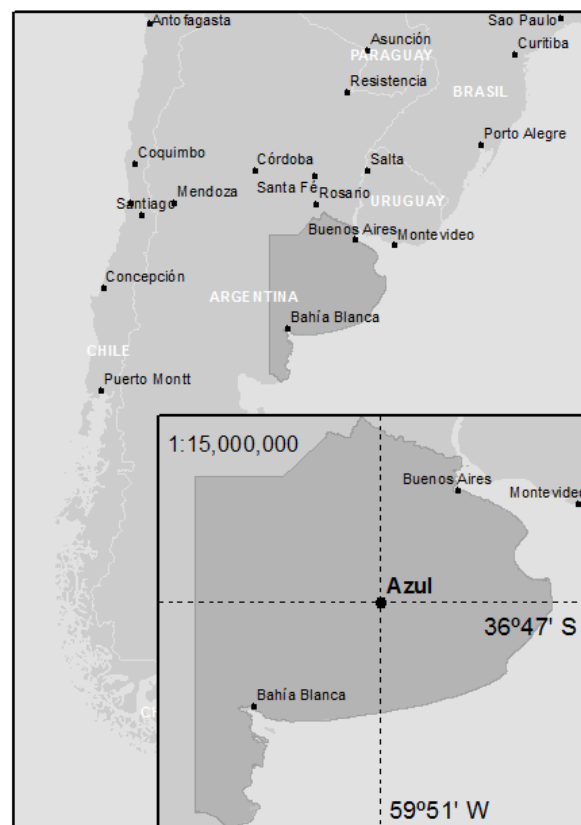 Antofagasta
Sao Paulo
Asunción
Curitiba
PARAGUAY
Resistencia
BRASIL
Porto Alegre
Coquimbo
Córdoba
Salta
Santa Fé
Mendoza
Rosario
Santiago
URUGUAY
Buenos Aires
Montevideo
Concepción
ARGENTINA
Bahía Blanca
CHILE
Puerto Montt
1:15,000,000
Buenos Aires
Montevideo
Azul
36º47' S
Bahía Blanca
59º51' W